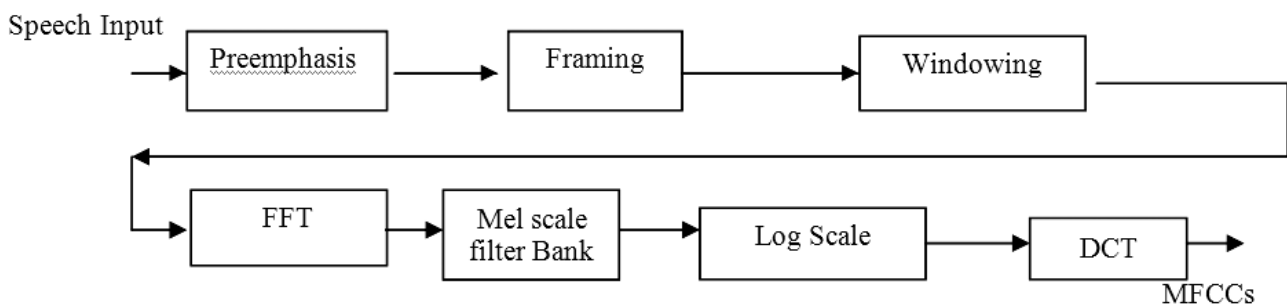 Speech Input
Preemphasis
Framing
Windowing
FFT
Mel scale
filter Bank
Log Scale
DCT
MFCCs